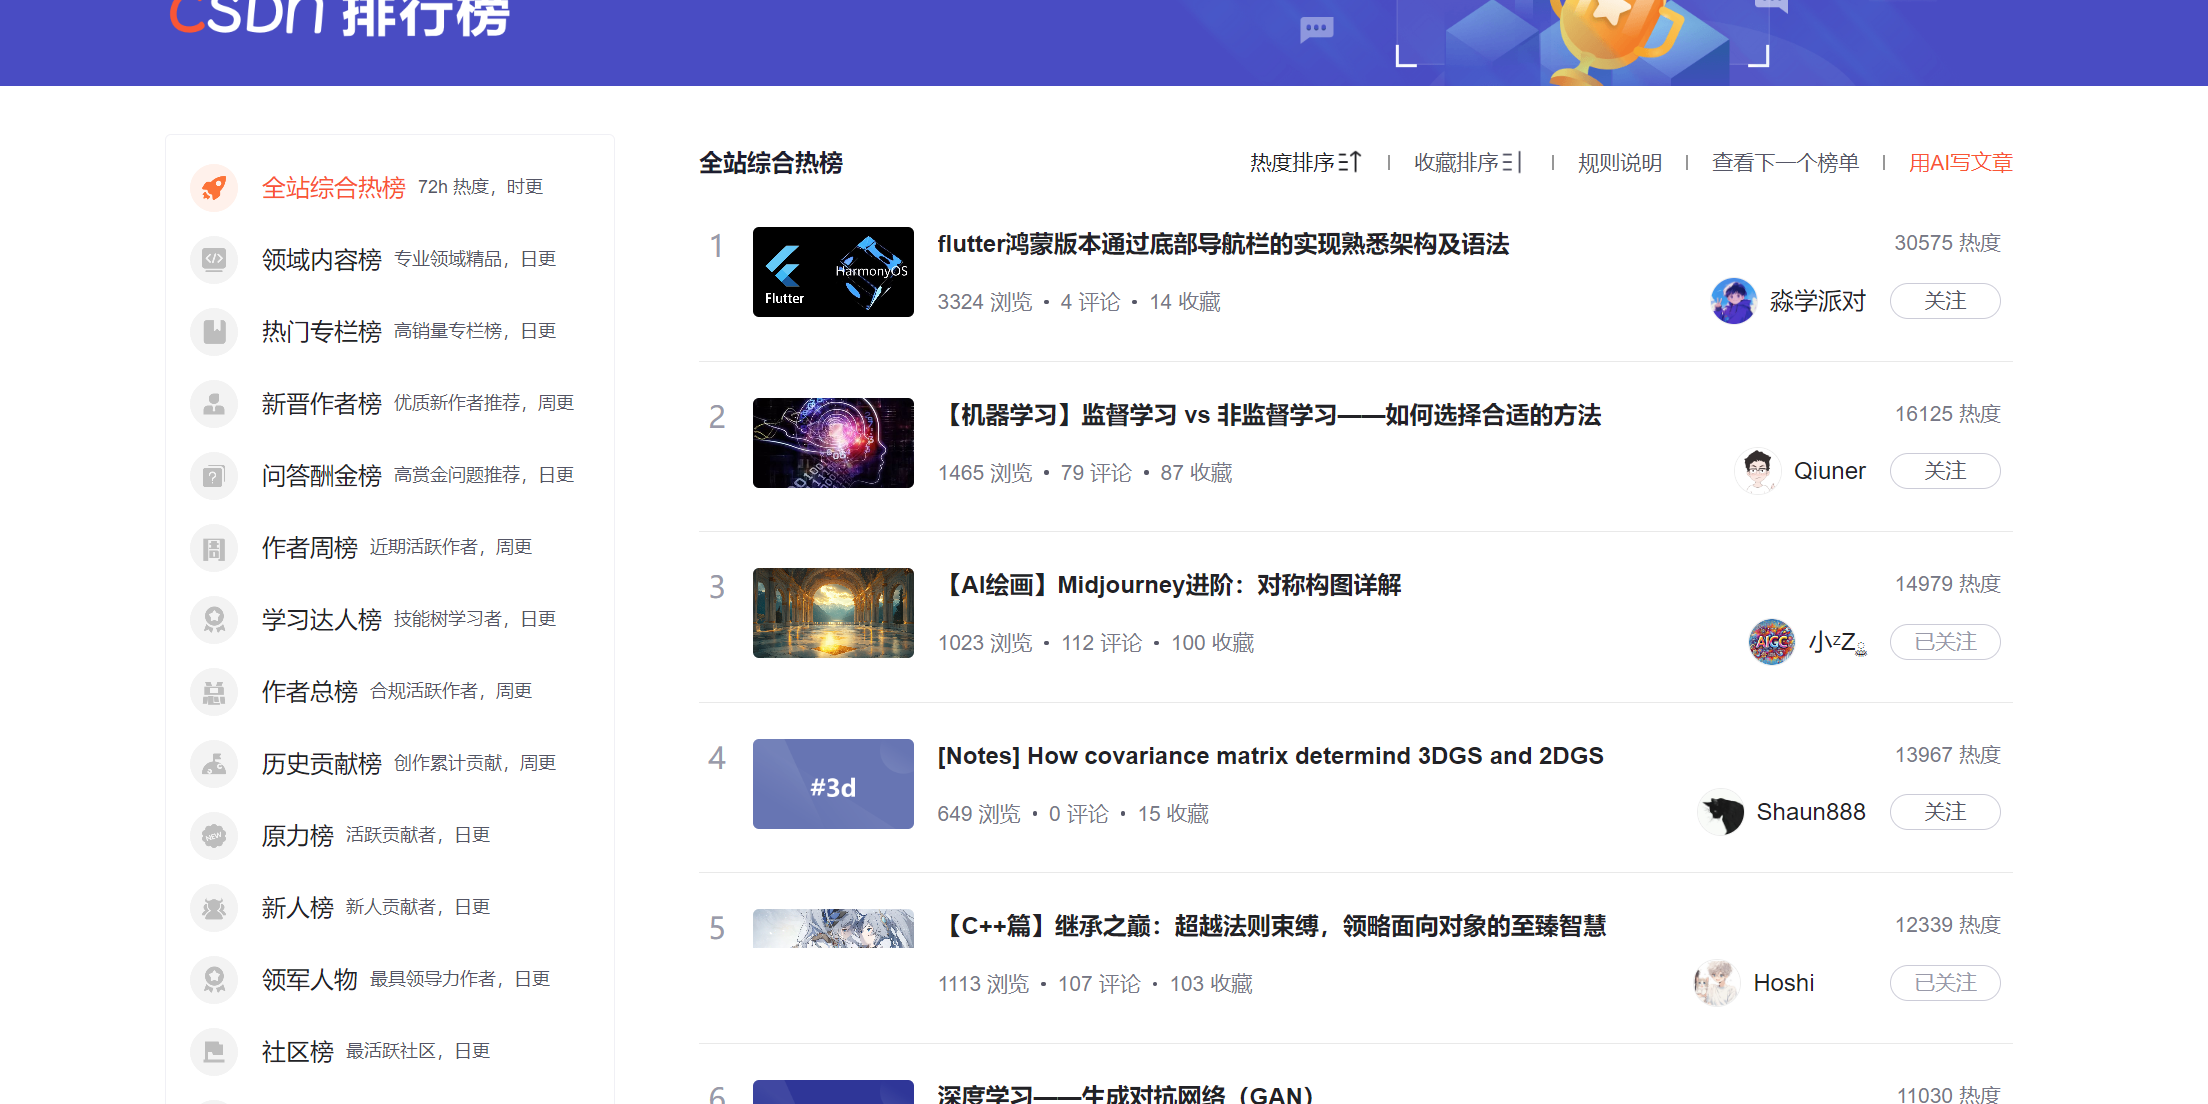 CSDN 排行榜
全站综合热榜 72h 热度，时更
领域内容榜 专业领域精品，日更
热门专栏榜 高销量专栏榜，日更
新晋作者榜 优质新作者推荐，周更
问答酬金榜 高赏金问题推荐，日更
作者周榜 近期活跃作者，周更
学习达人榜 技能树学习者，日更
作者总榜 合规活跃作者，周更
历史贡献榜 创作累计贡献，周更
NEW
原力榜 活跃贡献者，日更
新人榜 新人贡献者，日更
领军人物 最具领导力作者，日更
社区榜 最活跃社区，日更
全站综合热榜
热度排序 | 收藏排序 | 规则说明 | 查看下一个榜单 | 用AI写文章
1
Flutter
HarmonyOS
flutter鸿蒙版本通过底部导航栏的实现熟悉架构及语法
30575 热度
3324 浏览 • 4 评论 • 14 收藏
淼学派对 关注
2
【机器学习】监督学习 vs 非监督学习——如何选择合适的方法
16125 热度
1465 浏览 • 79 评论 • 87 收藏
Qiuner 关注
3
【AI绘画】Midjourney进阶：对称构图详解
14979 热度
1023 浏览 • 112 评论 • 100 收藏
AIGC
小ᶻZ 已关注
4
#3d
[Notes] How covariance matrix determind 3DGS and 2DGS
13967 热度
649 浏览 • 0 评论 • 15 收藏
Shaun888 关注
5
【C++篇】继承之巅：超越法则束缚，领略面向对象的至臻智慧
12339 热度
1113 浏览 • 107 评论 • 103 收藏
Hoshi 已关注
6
深度学习——生成对抗网络（GAN）
11030 热度